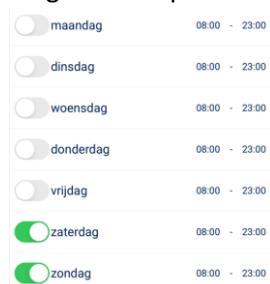 maandag 08:00 - 23:00
dinsdag 08:00 - 23:00
woensdag 08:00 - 23:00
donderdag 08:00 - 23:00
vrijdag 08:00 - 23:00
zaterdag 08:00 - 23:00
zondag 08:00 - 23:00